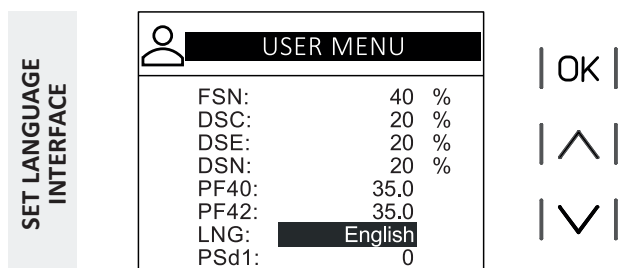 SET LANGUAGE
INTERFACE
USER MENU
FSN: 40 %
DSC: 20 %
DSE: 20 %
DSN: 20 %
PF40: 35.0
PF42: 35.0
LNG: English
PSd1: 0
| OK |